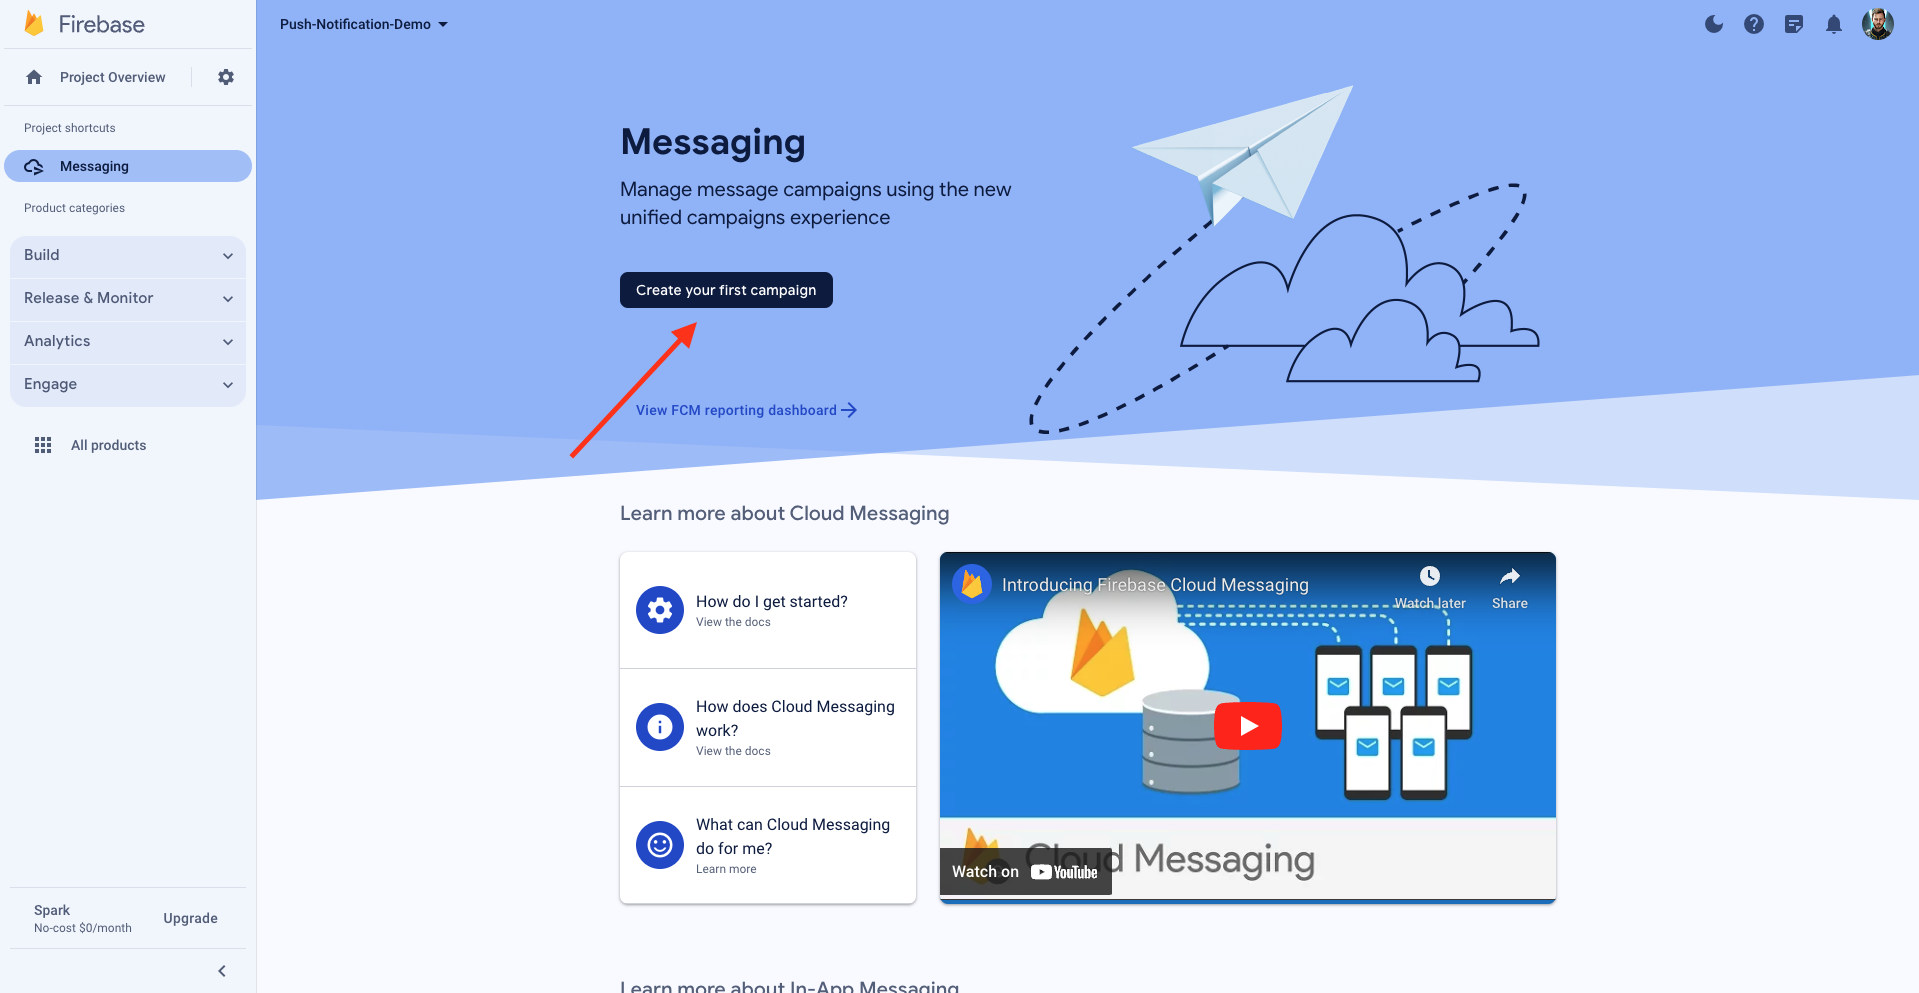 Firebase
Project Overview
Project shortcuts
Messaging
Product categories
Build
Release & Monitor
Analytics
Engage
All products
Spark
No-cost $0/month
Upgrade
Push-Notification-Demo
Messaging
Manage message campaigns using the new
unified campaigns experience
Create your first campaign
View FCM reporting dashboard
Learn more about Cloud Messaging
How do I get started?
View the docs
How does Cloud Messaging
work?
View the docs
What can Cloud Messaging
do for me?
Learn more
Introducing Firebase Cloud Messaging
Watch later
Share
Cloud Messaging
Watch on YouTube
Learn more about In-App Messaging